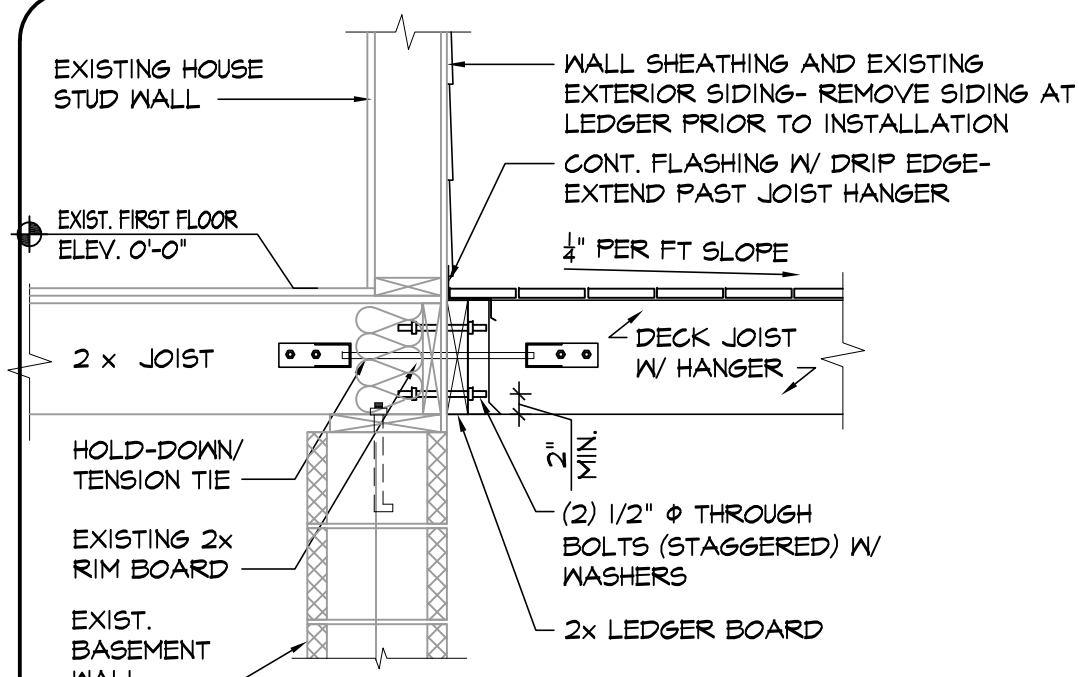 EXISTING HOUSE
STUD WALL
WALL SHEATHING AND EXISTING
EXTERIOR SIDING- REMOVE SIDING AT
LEDGER PRIOR TO INSTALLATION
CONT. FLASHING W/ DRIP EDGE-
EXTEND PAST JOIST HANGER
EXIST. FIRST FLOOR
ELEV. 0'-0"
1/4" PER FT SLOPE
2 x JOIST
DECK JOIST
W/ HANGER
2"
MIN.
HOLD-DOWN/
TENSION TIE
(2) 1/2" Φ THROUGH
BOLTS (STAGGERED) W/
WASHERS
EXISTING 2x
RIM BOARD
2x LEDGER BOARD
EXIST.
BASEMENT
WALL